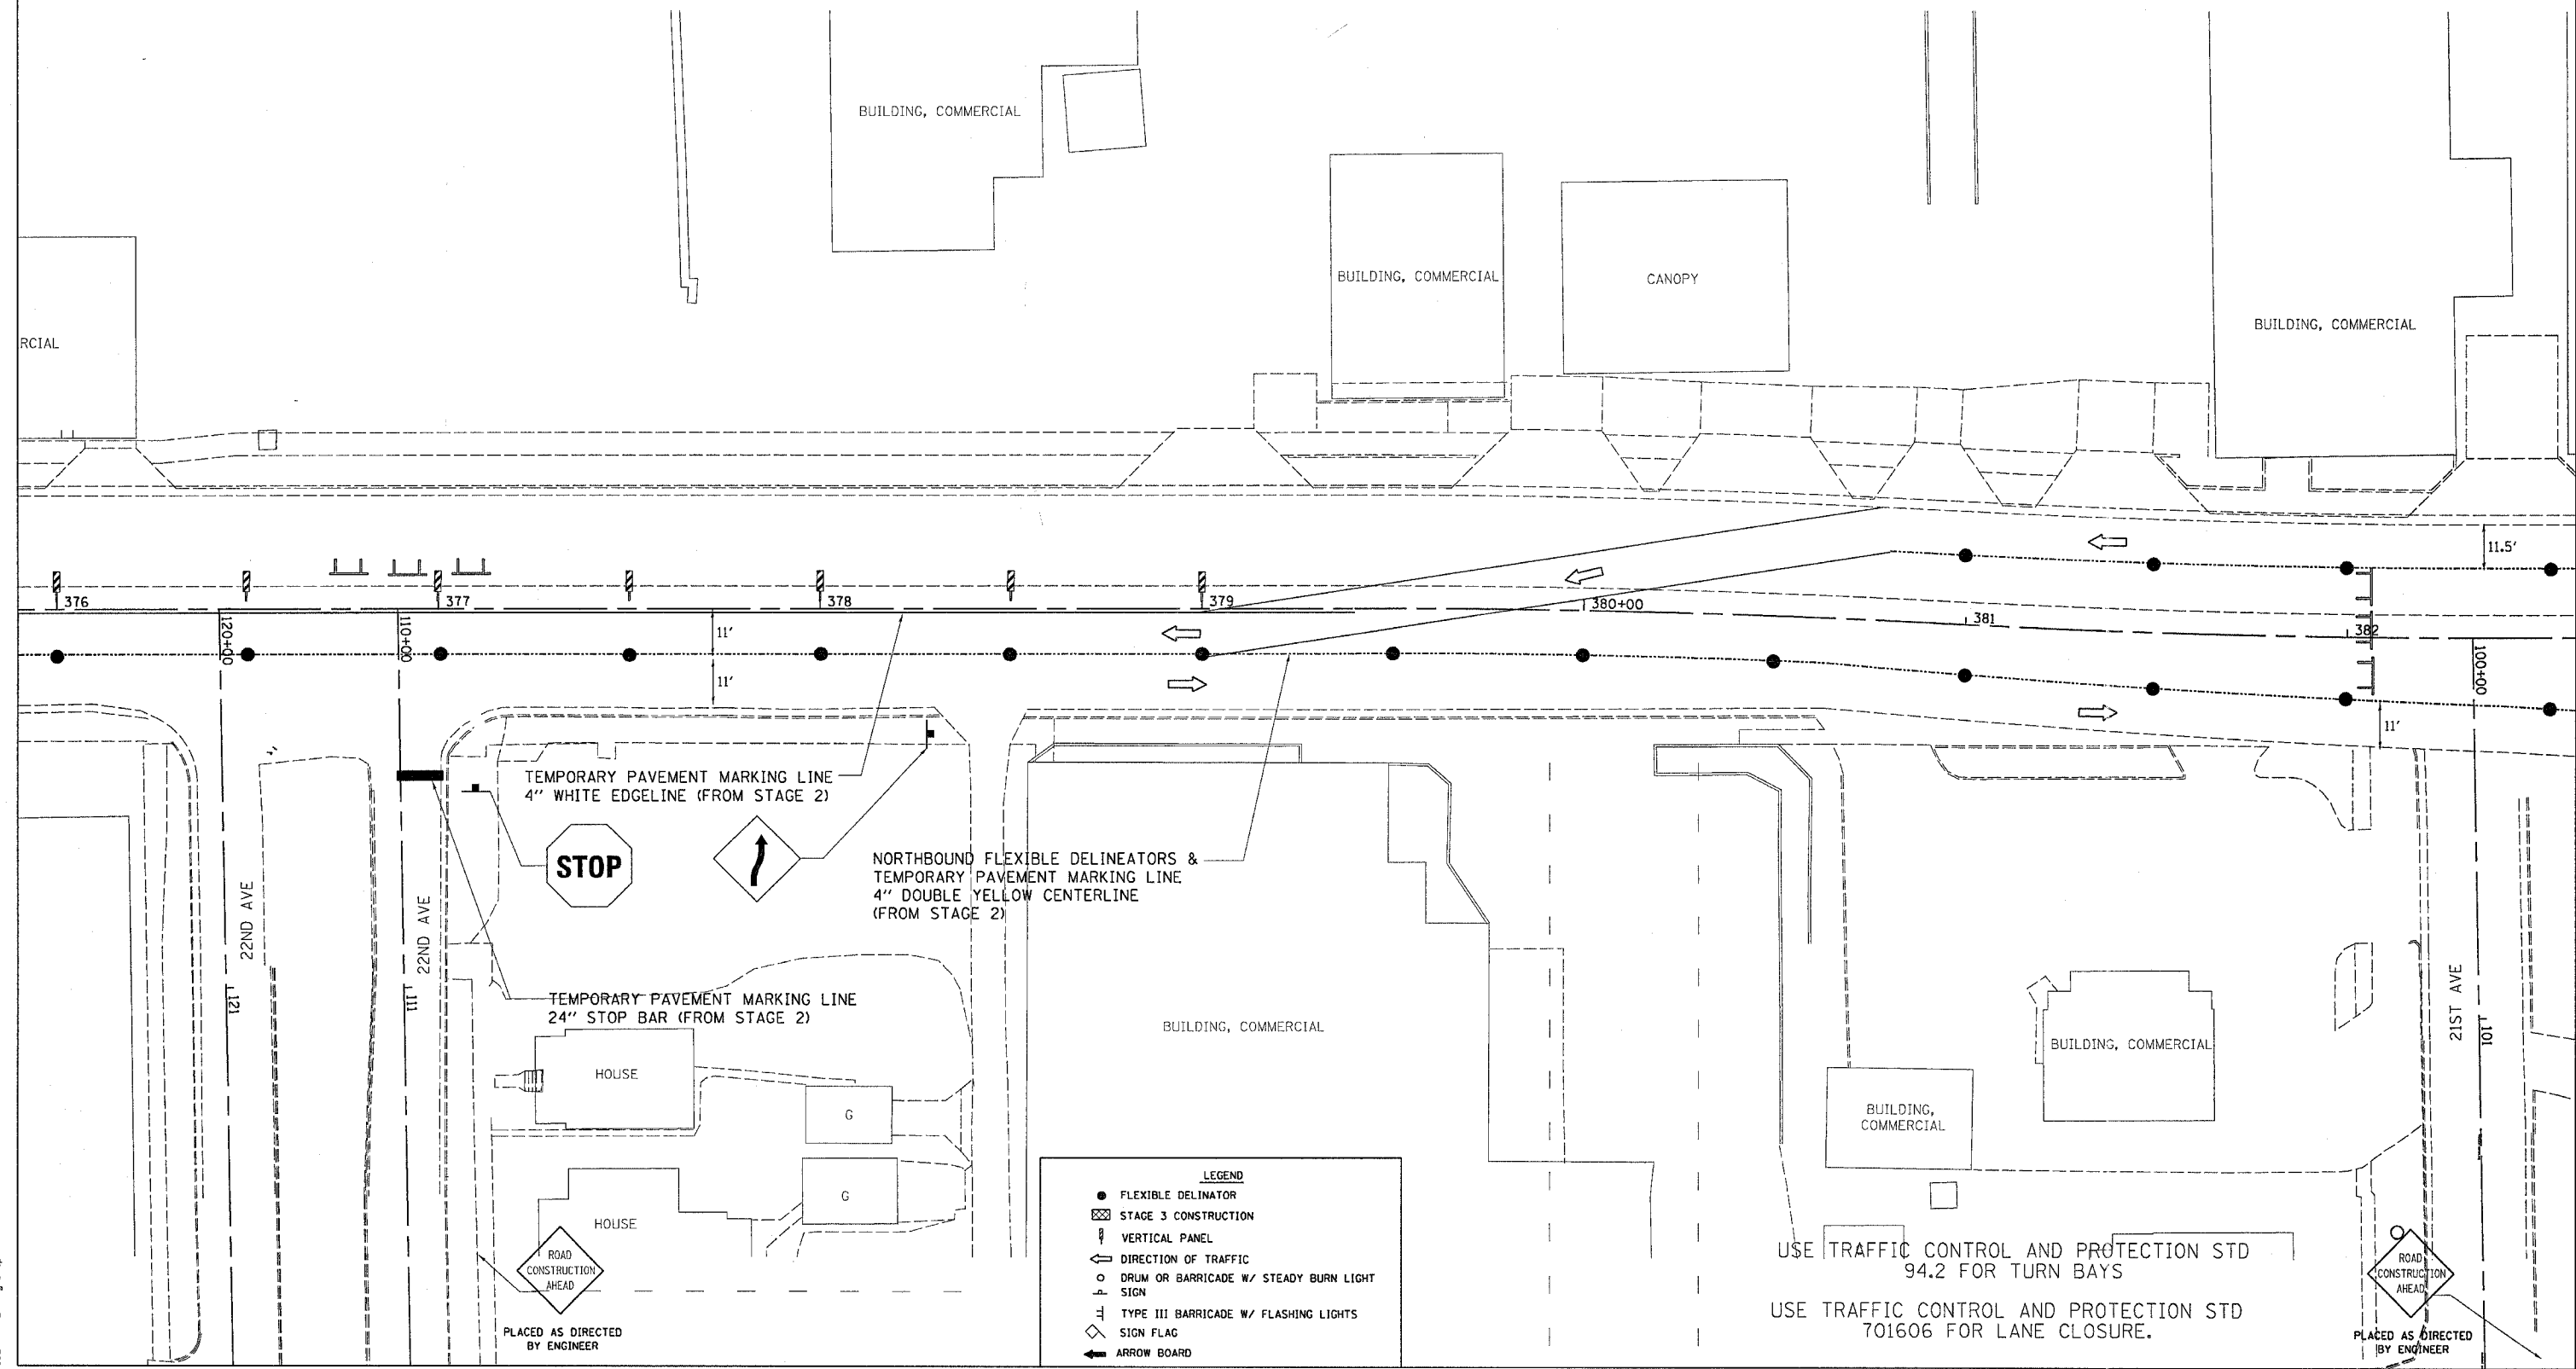 BUILDING, COMMERCIAL
BUILDING, COMMERCIAL
CANOPY
BUILDING, COMMERCIAL
RCIAL
11.5'
376
377
378
379
380+00
381
382
120+00
110+00
100+00
11'
11'
11'
TEMPORARY PAVEMENT MARKING LINE
4" WHITE EDGELINE (FROM STAGE 2)
STOP
NORTHBOUND FLEXIBLE DELINEATORS &
TEMPORARY PAVEMENT MARKING LINE
4" DOUBLE YELLOW CENTERLINE
(FROM STAGE 2)
22ND AVE
22ND AVE
21ST AVE
121
111
101
TEMPORARY PAVEMENT MARKING LINE
24" STOP BAR (FROM STAGE 2)
BUILDING, COMMERCIAL
BUILDING, COMMERCIAL
HOUSE
G
BUILDING,
COMMERCIAL
G
HOUSE
ROAD
CONSTRUCTION
AHEAD
PLACED AS DIRECTED
BY ENGINEER
LEGEND
FLEXIBLE DELINATOR
STAGE 3 CONSTRUCTION
VERTICAL PANEL
DIRECTION OF TRAFFIC
DRUM OR BARRICADE W/ STEADY BURN LIGHT
SIGN
TYPE III BARRICADE W/ FLASHING LIGHTS
SIGN FLAG
ARROW BOARD
USE TRAFFIC CONTROL AND PROTECTION STD
94.2 FOR TURN BAYS
USE TRAFFIC CONTROL AND PROTECTION STD
701606 FOR LANE CLOSURE.
ROAD
CONSTRUCTION
AHEAD
PLACED AS DIRECTED
BY ENGINEER